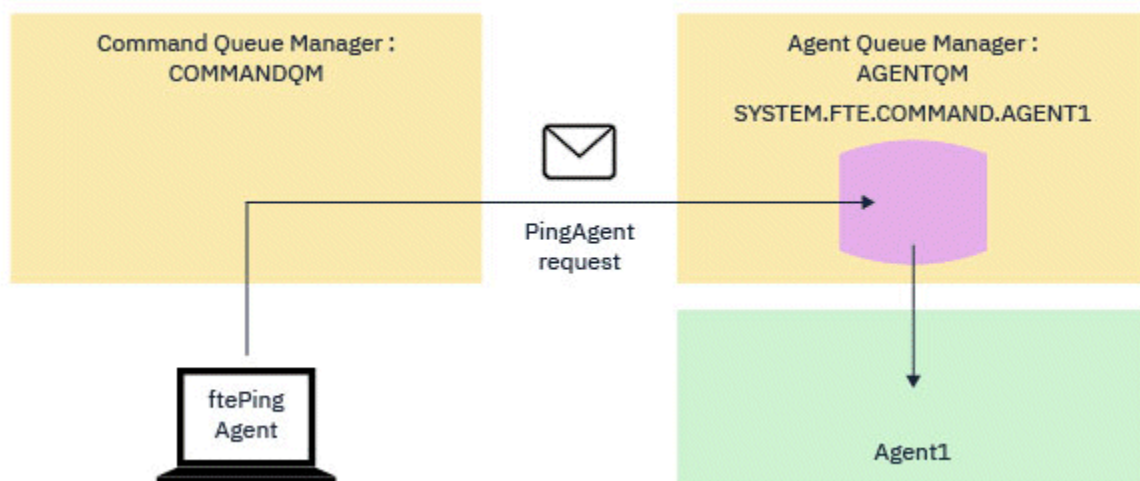 Command Queue Manager :
COMMANDQM
Agent Queue Manager :
AGENTQM
SYSTEM.FTE.COMMAND.AGENT1
PingAgent
request
ftePing
Agent
Agent1